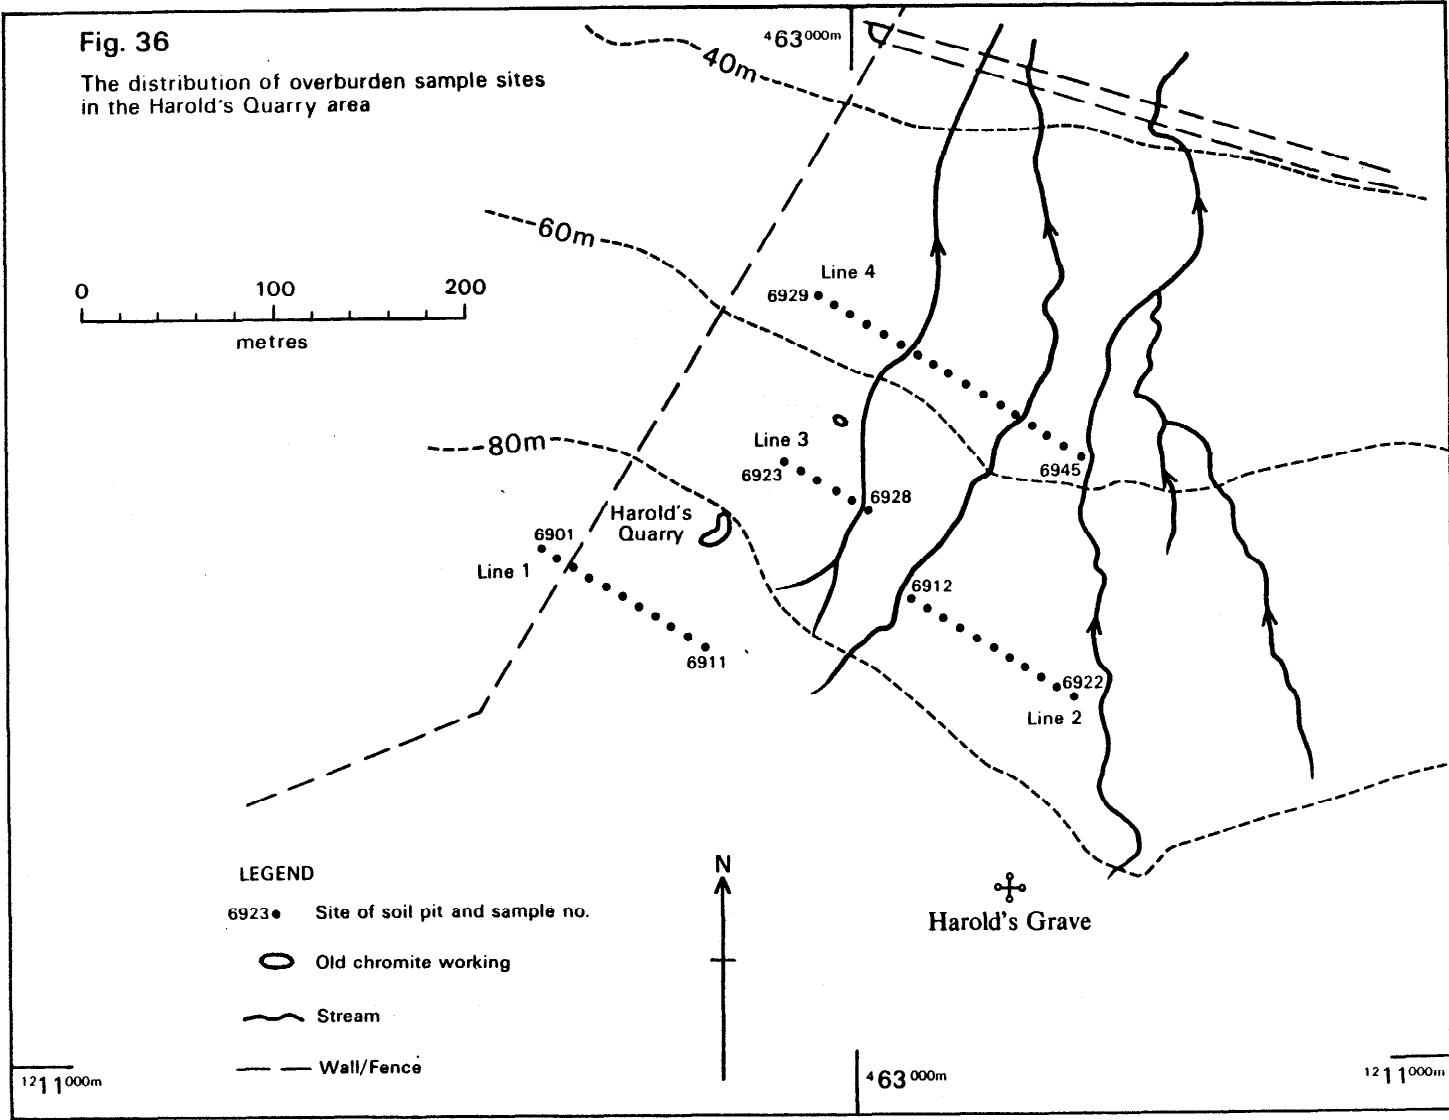 Fig. 36
The distribution of overburden sample sites
in the Harold's Quarry area
463000m
40m
60m
0 100 200
metres
Line 4
6929
80m
Line 3
6923
6945
6928
Harold's
Quarry
6901
Line 1
6912
6911
6922
Line 2
N
LEGEND
6923 Site of soil pit and sample no.
Old chromite working
Stream
Wall/Fence
Harold's Grave
1211000m
463000m
1211000m